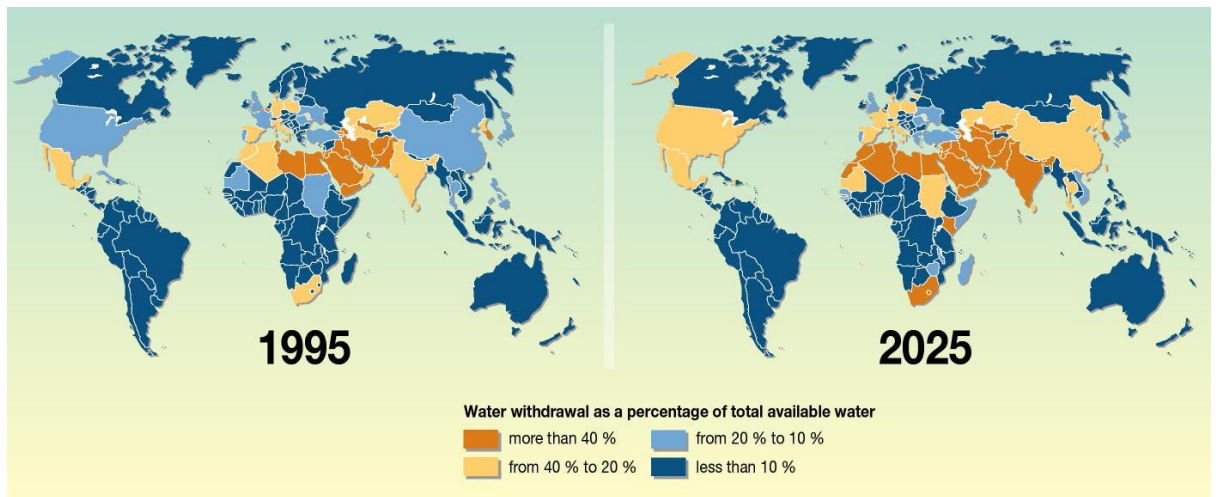 1995
2025
Water withdrawal as a percentage of total available water
more than 40 %
from 20 % to 10 %
from 40 % to 20 %
less than 10 %